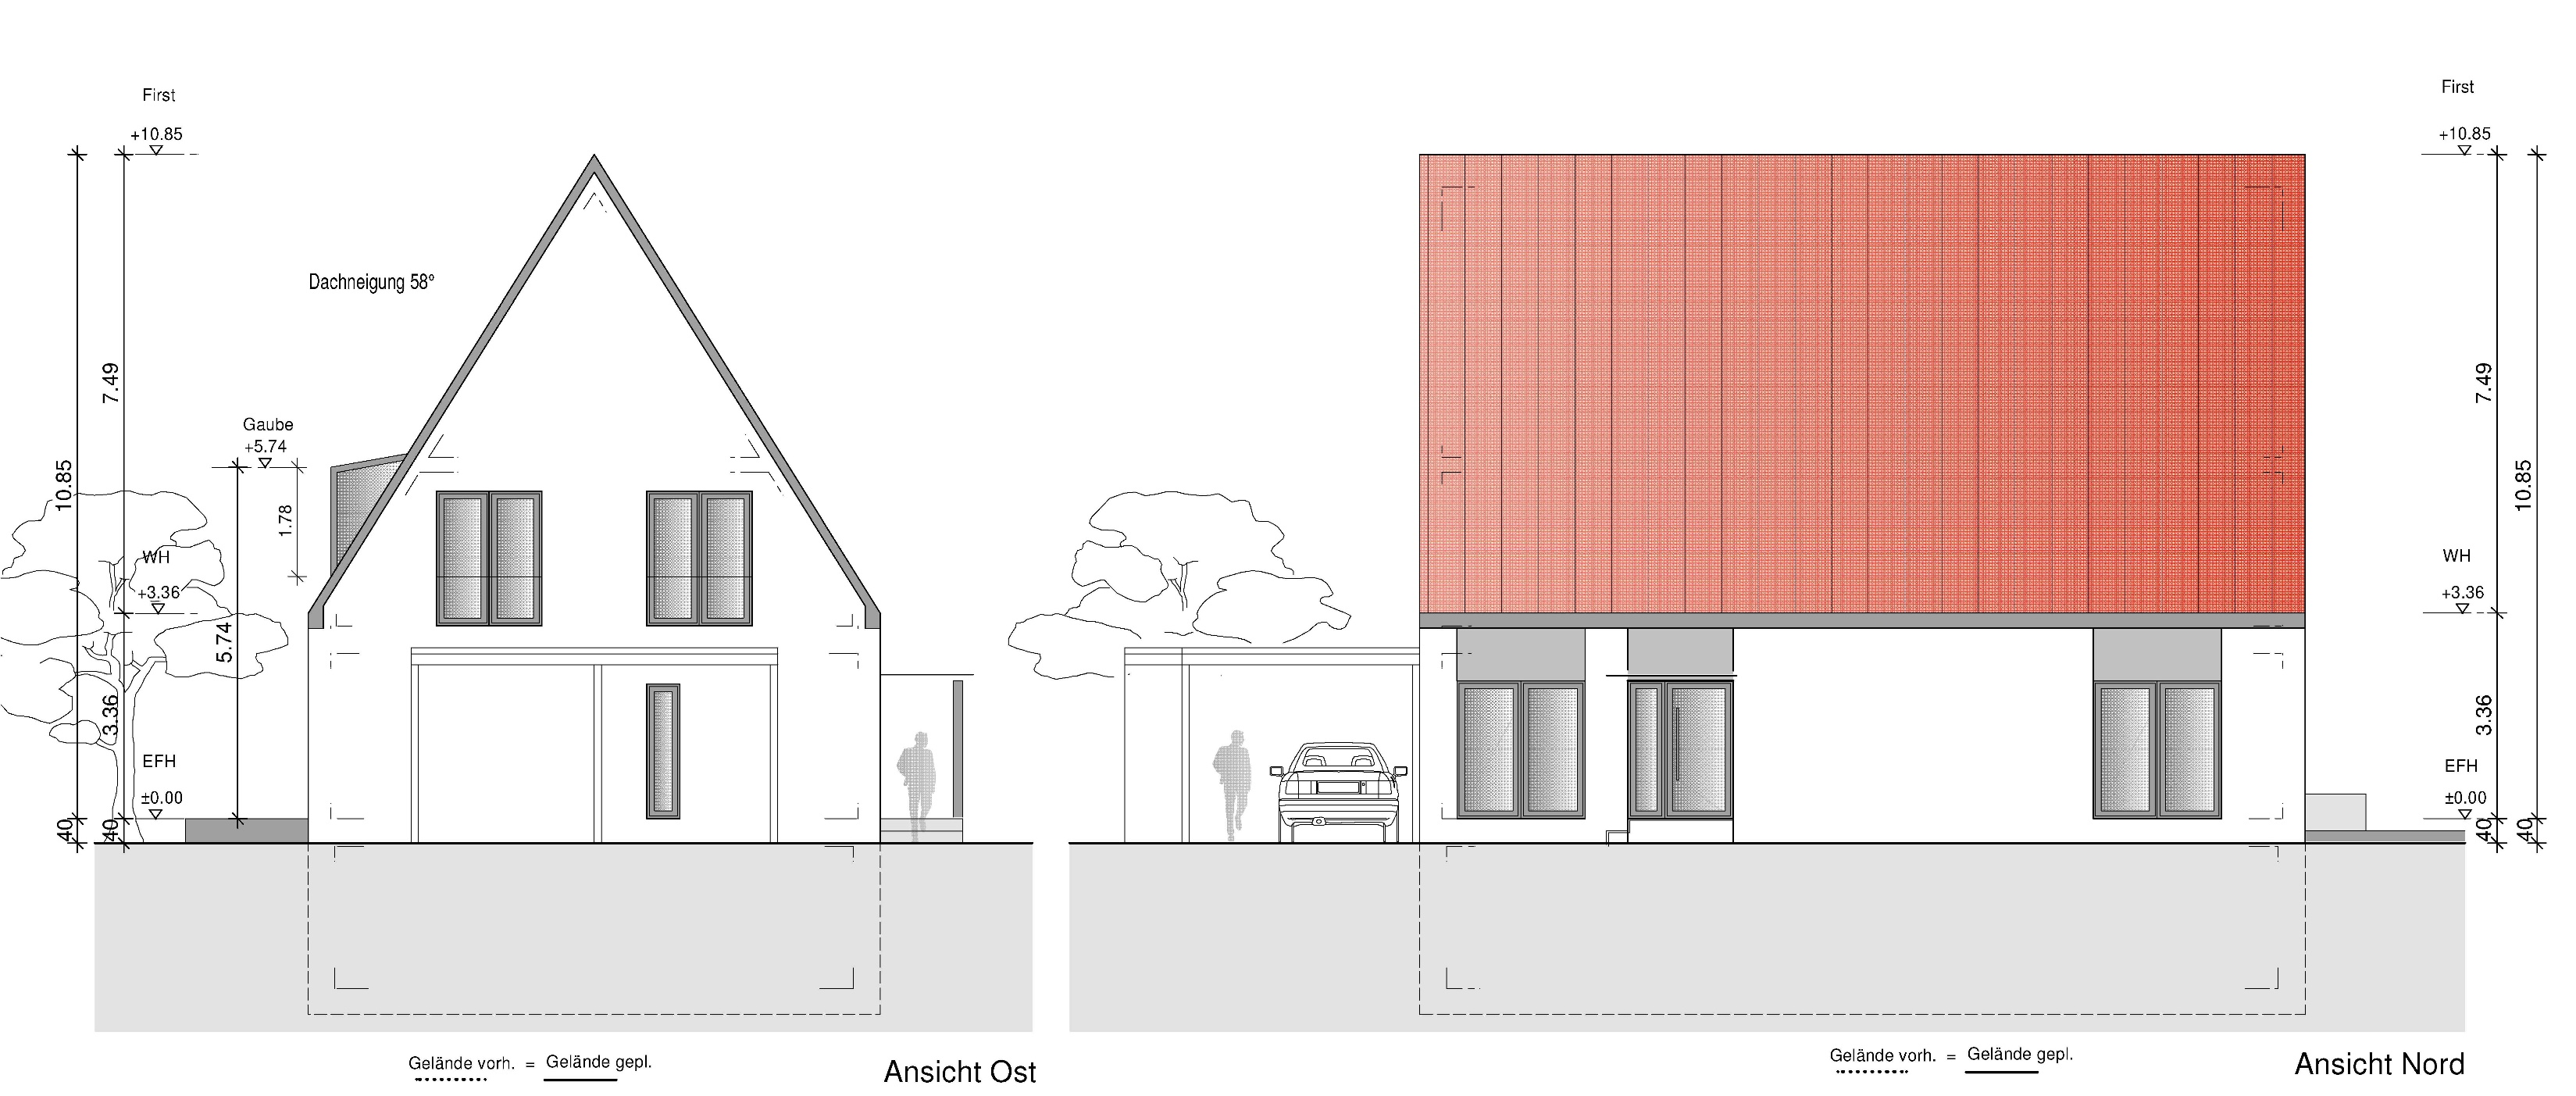 First
+10.85
Dachneigung 58°
7.49
10.85
Gaube
+5.74
1.78
WH
+3.36
5.74
3.36
EFH
±0.00
40
40
Gelände vorh. = Gelände gepl.
Ansicht Ost
First
+10.85
7.49
10.85
WH
+3.36
3.36
EFH
±0.00
40
40
Gelände vorh. = Gelände gepl.
Ansicht Nord